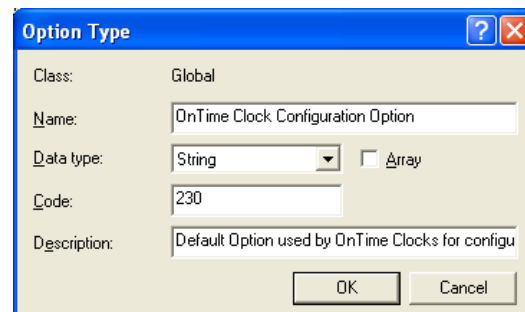 Option Type
Class: Global
Name: OnTime Clock Configuration Option
Data type: String Array
Code: 230
Description: Default Option used by OnTime Clocks for configu
OK Cancel